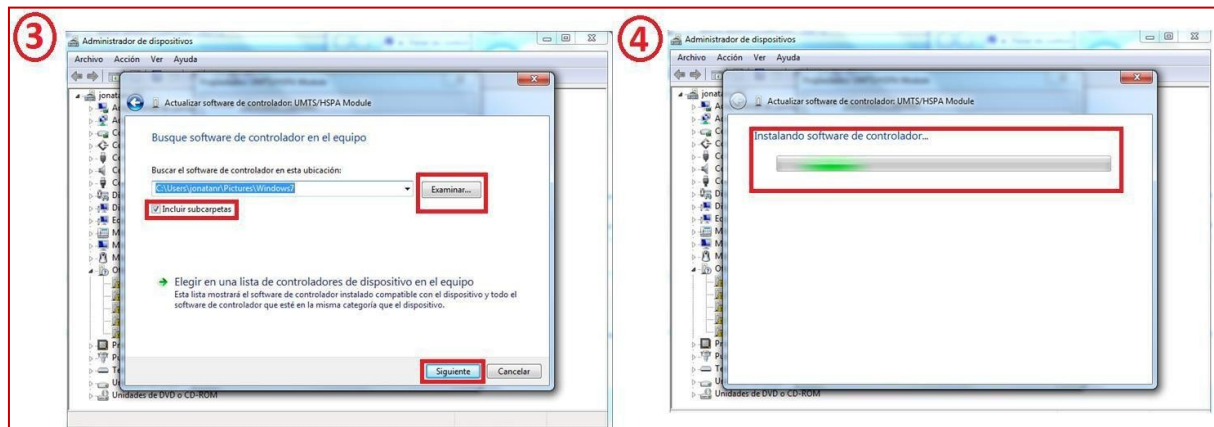 3
Administrador de dispositivos
Archivo Acción Ver Ayuda
Actualizar software de controlador: UMTS/HSPA Module
Busque software de controlador en el equipo
Buscar el software de controlador en esta ubicación:
C:\Users\jonatanr\Pictures\Windows7
Examinar...
Incluir subcarpetas
Elegir en una lista de controladores de dispositivo en el equipo
Esta lista mostrará el software de controlador instalado compatible con el dispositivo y todo el
software de controlador que esté en la misma categoría que el dispositivo.
Siguiente Cancelar
Unidades de DVD o CD-ROM
4
Administrador de dispositivos
Archivo Acción Ver Ayuda
Actualizar software de controlador: UMTS/HSPA Module
Instalando software de controlador...
Unidades de DVD o CD-ROM